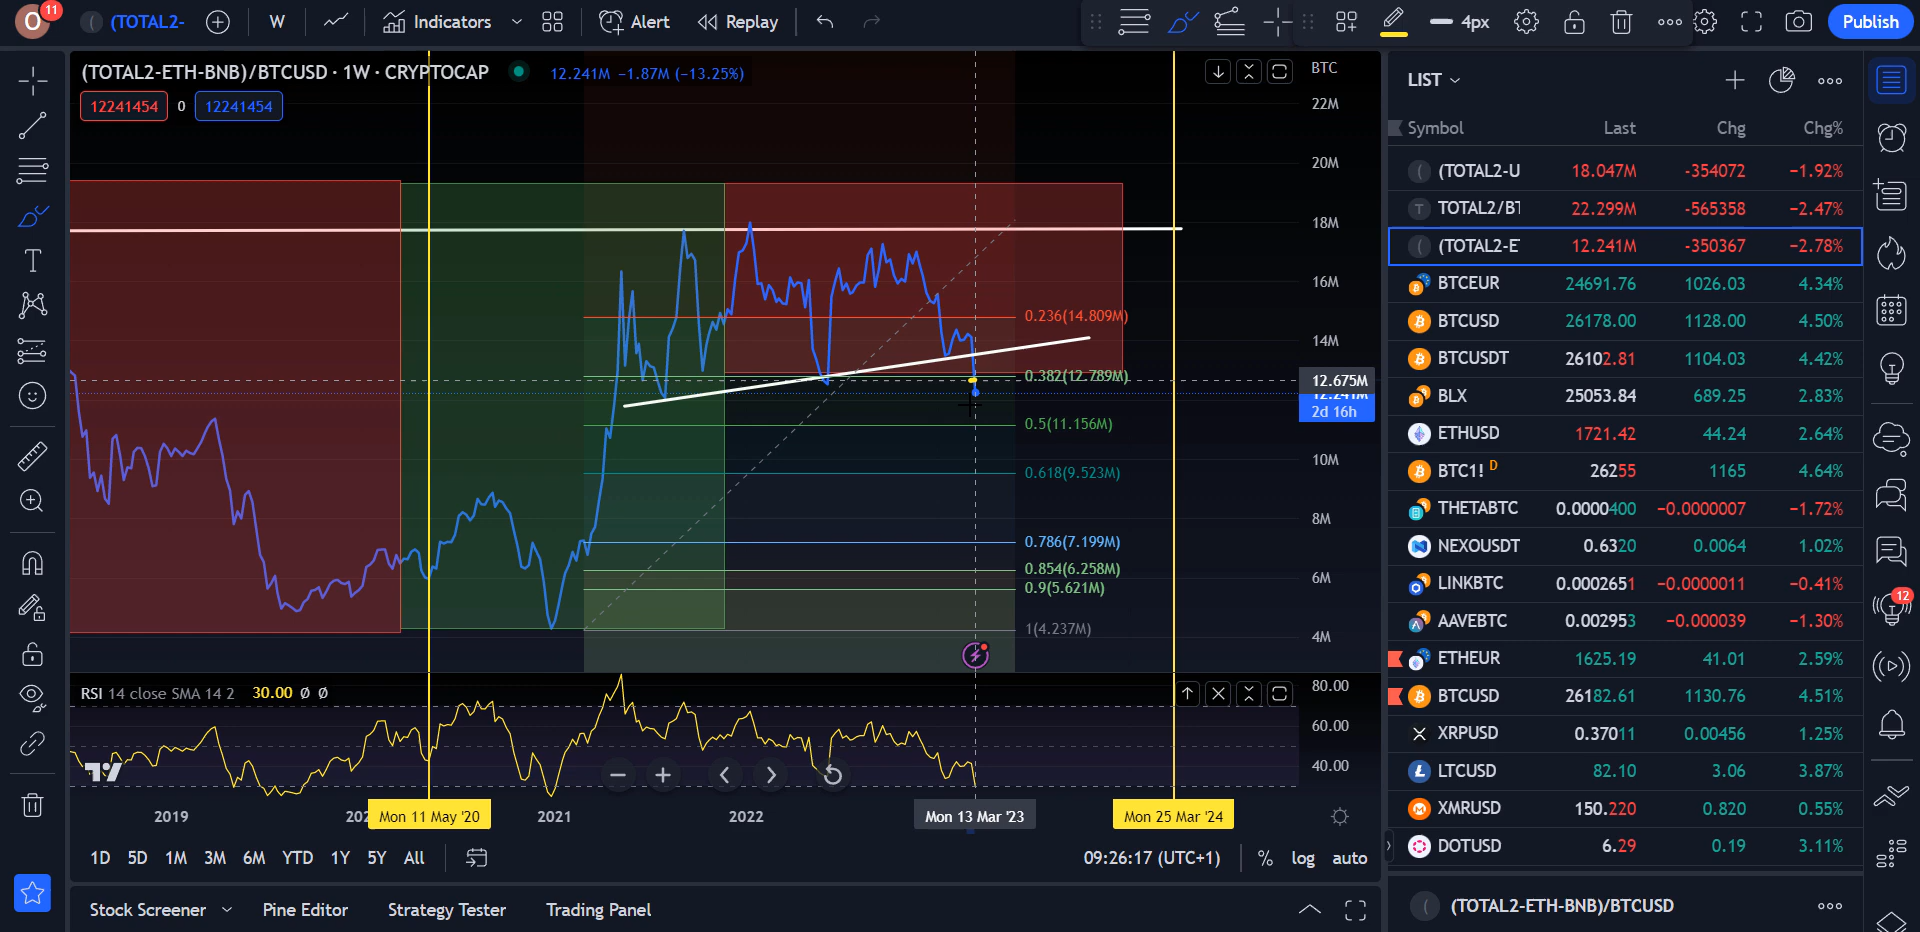 O
11
(TOTAL2-
W
Indicators
Alert
Replay
4px
Publish
(TOTAL2-ETH-BNB)/BTCUSD · 1W · CRYPTOCAP
12.241M −1.87M (−13.25%)
12241454
0
12241454
BTC
22M
20M
18M
16M
14M
12.675M
2d 16h
10M
8M
6M
4M
0.236(14.809M)
0.382(12.789M)
0.5(11.156M)
0.618(9.523M)
0.786(7.199M)
0.854(6.258M)
0.9(5.621M)
1(4.237M)
RSI 14 close SMA 14 2 30.00 Ø Ø
80.00
60.00
40.00
2019
202
Mon 11 May '20
2021
2022
Mon 13 Mar '23
Mon 25 Mar '24
1D 5D 1M 3M 6M YTD 1Y 5Y All
09:26:17 (UTC+1)
% log auto
Stock Screener
Pine Editor
Strategy Tester
Trading Panel
LIST
Symbol Last Chg Chg%
(TOTAL2-U 18.047M -354072 −1.92%
TOTAL2/BT 22.299M -565358 −2.47%
(TOTAL2-E 12.241M -350367 −2.78%
BTCEUR 24691.76 1026.03 4.34%
BTCUSD 26178.00 1128.00 4.50%
BTCUSDT 26102.81 1104.03 4.42%
BLX 25053.84 689.25 2.83%
ETHUSD 1721.42 44.24 2.64%
BTC1! D 26255 1165 4.64%
THETABTC 0.0000400 −0.0000007 −1.72%
NEXOUSDT 0.6320 0.0064 1.02%
LINKBTC 0.0002651 −0.0000011 −0.41%
AAVEBTC 0.002953 −0.000039 −1.30%
ETHEUR 1625.19 41.01 2.59%
BTCUSD 26182.61 1130.76 4.51%
XRPUSD 0.37011 0.00456 1.25%
LTCUSD 82.10 3.06 3.87%
XMRUSD 150.220 0.820 0.55%
DOTUSD 6.29 0.19 3.11%
(TOTAL2-ETH-BNB)/BTCUSD
12